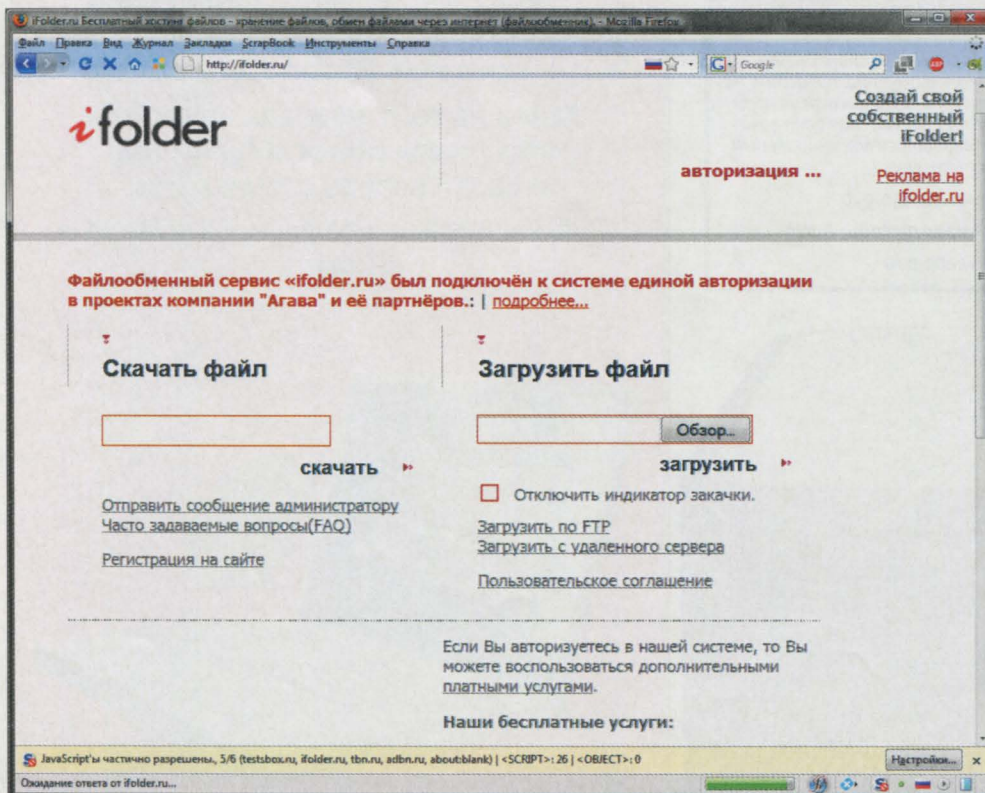 iFolder.ru Бесплатный хостинг файлов - хранение файлов, обмен файлами через интернет (файлообменник). - Mozilla Firefox
Файл Правка Вид Журнал Закладки ScrapBook Инструменты Справка
http://ifolder.ru/
Google
ABP
ifolder
Создай свой
собственный
iFolder!
авторизация ...
Реклама на
ifolder.ru
Файлообменный сервис «ifolder.ru» был подключён к системе единой авторизации
в проектах компании "Агава" и её партнёров.: | подробнее...
Скачать файл
скачать
Отправить сообщение администратору
Часто задаваемые вопросы(FAQ)
Регистрация на сайте
Загрузить файл
Обзор...
загрузить
Отключить индикатор закачки.
Загрузить по FTP
Загрузить с удаленного сервера
Пользовательское соглашение
Если Вы авторизуетесь в нашей системе, то Вы
можете воспользоваться дополнительными
платными услугами.
Наши бесплатные услуги:
JavaScript'ы частично разрешены, 5/6 (testsbox.ru, ifolder.ru, tbn.ru, adbn.ru, about:blank) | <SCRIPT>: 26 | <OBJECT>: 0
Настройки...
Ожидание ответа от ifolder.ru...